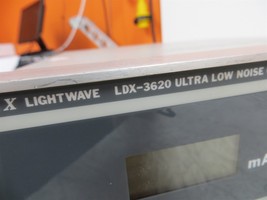 X LIGHTWAVE LDX-3620 ULTRA LOW NOISE
mA